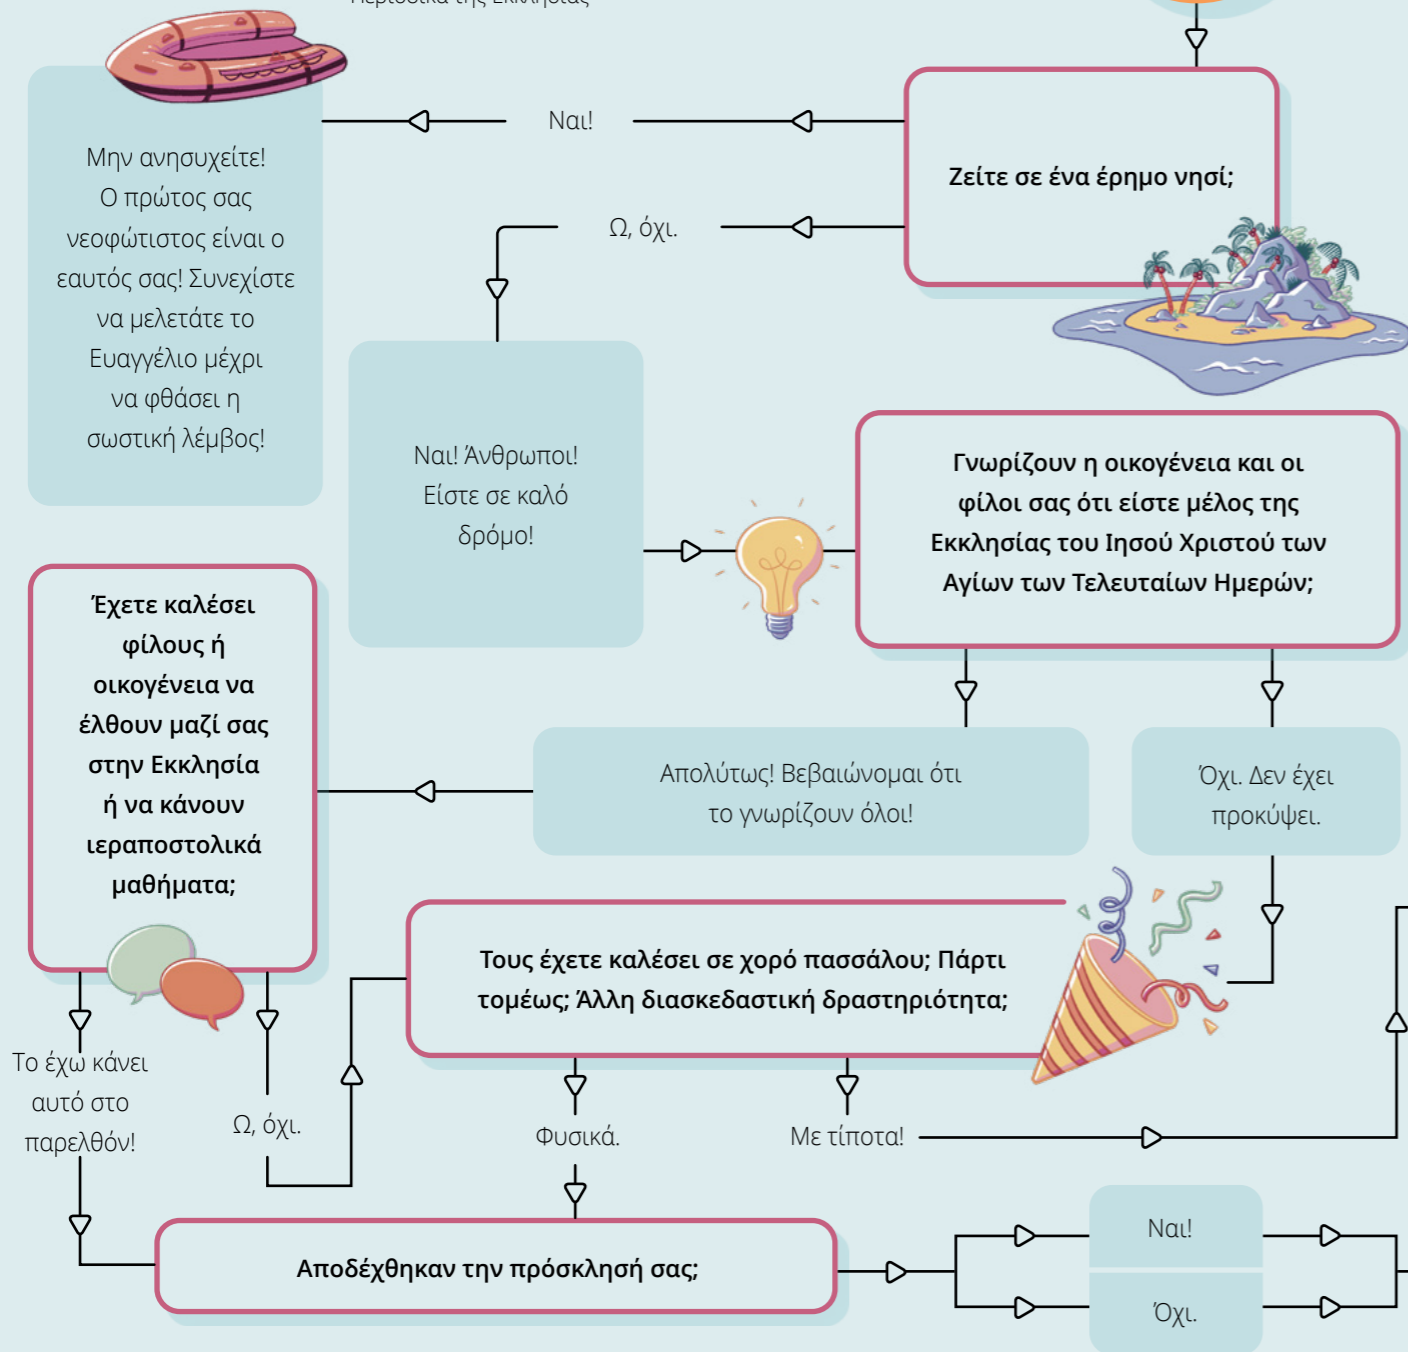 Περιοδικά της Εκκλησίας
Ζείτε σε ένα έρημο νησί;
Ναι!
Ω, όχι.
Μην ανησυχείτε!
Ο πρώτος σας
νεοφώτιστος είναι ο
εαυτός σας! Συνεχίστε
να μελετάτε το
Ευαγγέλιο μέχρι
να φθάσει η
σωστική λέμβος!
Ναι! Άνθρωποι!
Είστε σε καλό
δρόμο!
Γνωρίζουν η οικογένεια και οι
φίλοι σας ότι είστε μέλος της
Εκκλησίας του Ιησού Χριστού των
Αγίων των Τελευταίων Ημερών;
Απολύτως! Βεβαιώνομαι ότι
το γνωρίζουν όλοι!
Όχι. Δεν έχει
προκύψει.
Έχετε καλέσει
φίλους ή
οικογένεια να
έλθουν μαζί σας
στην Εκκλησία
ή να κάνουν
ιεραποστολικά
μαθήματα;
Τους έχετε καλέσει σε χορό πασσάλου; Πάρτι
τομέως; Άλλη διασκεδαστική δραστηριότητα;
Το έχω κάνει
αυτό στο
παρελθόν!
Ω, όχι.
Φυσικά.
Με τίποτα!
Αποδέχθηκαν την πρόσκλησή σας;
Ναι!
Όχι.